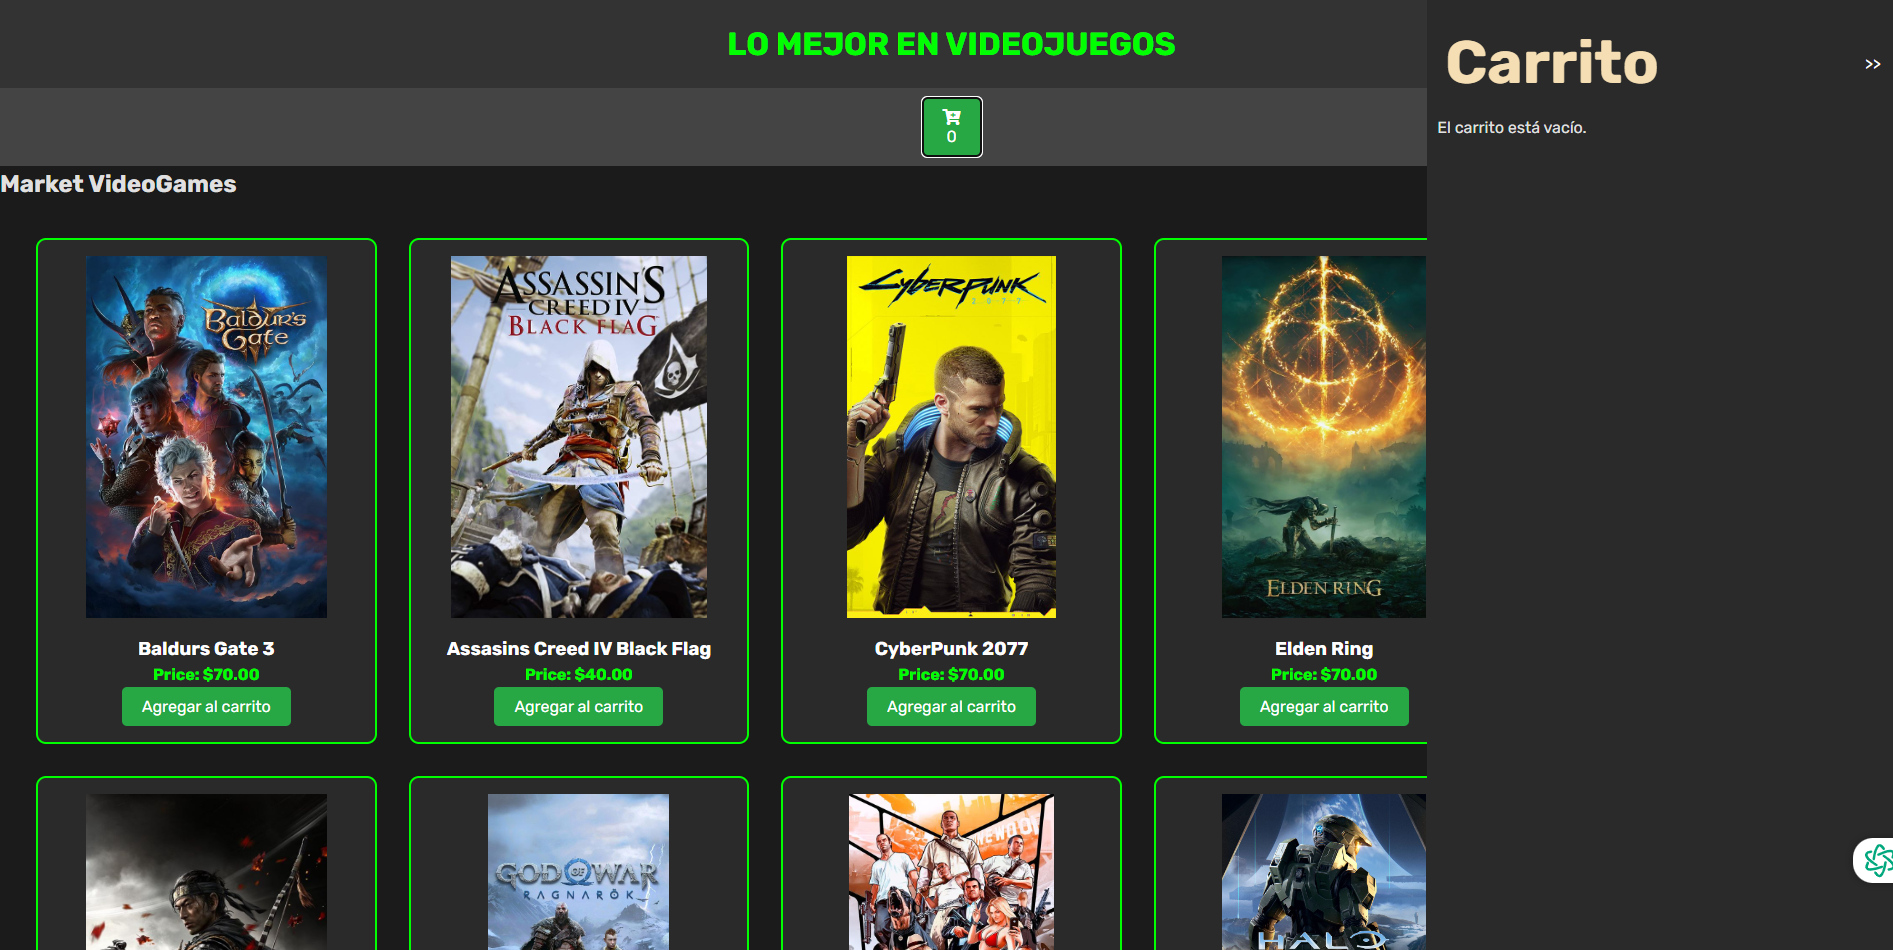 LO MEJOR EN VIDEOJUEGOS
Carrito
>>
0
El carrito está vacío.
Market VideoGames
Baldur's
Gate
ASSASSIN'S
CREED IV
BLACK FLAG
Cyberpunk
2077
ELDEN RING
Baldurs Gate 3
Price: $70.00
Agregar al carrito
Assasins Creed IV Black Flag
Price: $40.00
Agregar al carrito
CyberPunk 2077
Price: $70.00
Agregar al carrito
Elden Ring
Price: $70.00
Agregar al carrito
GOD OF WAR
RAGNARÖK
HALO